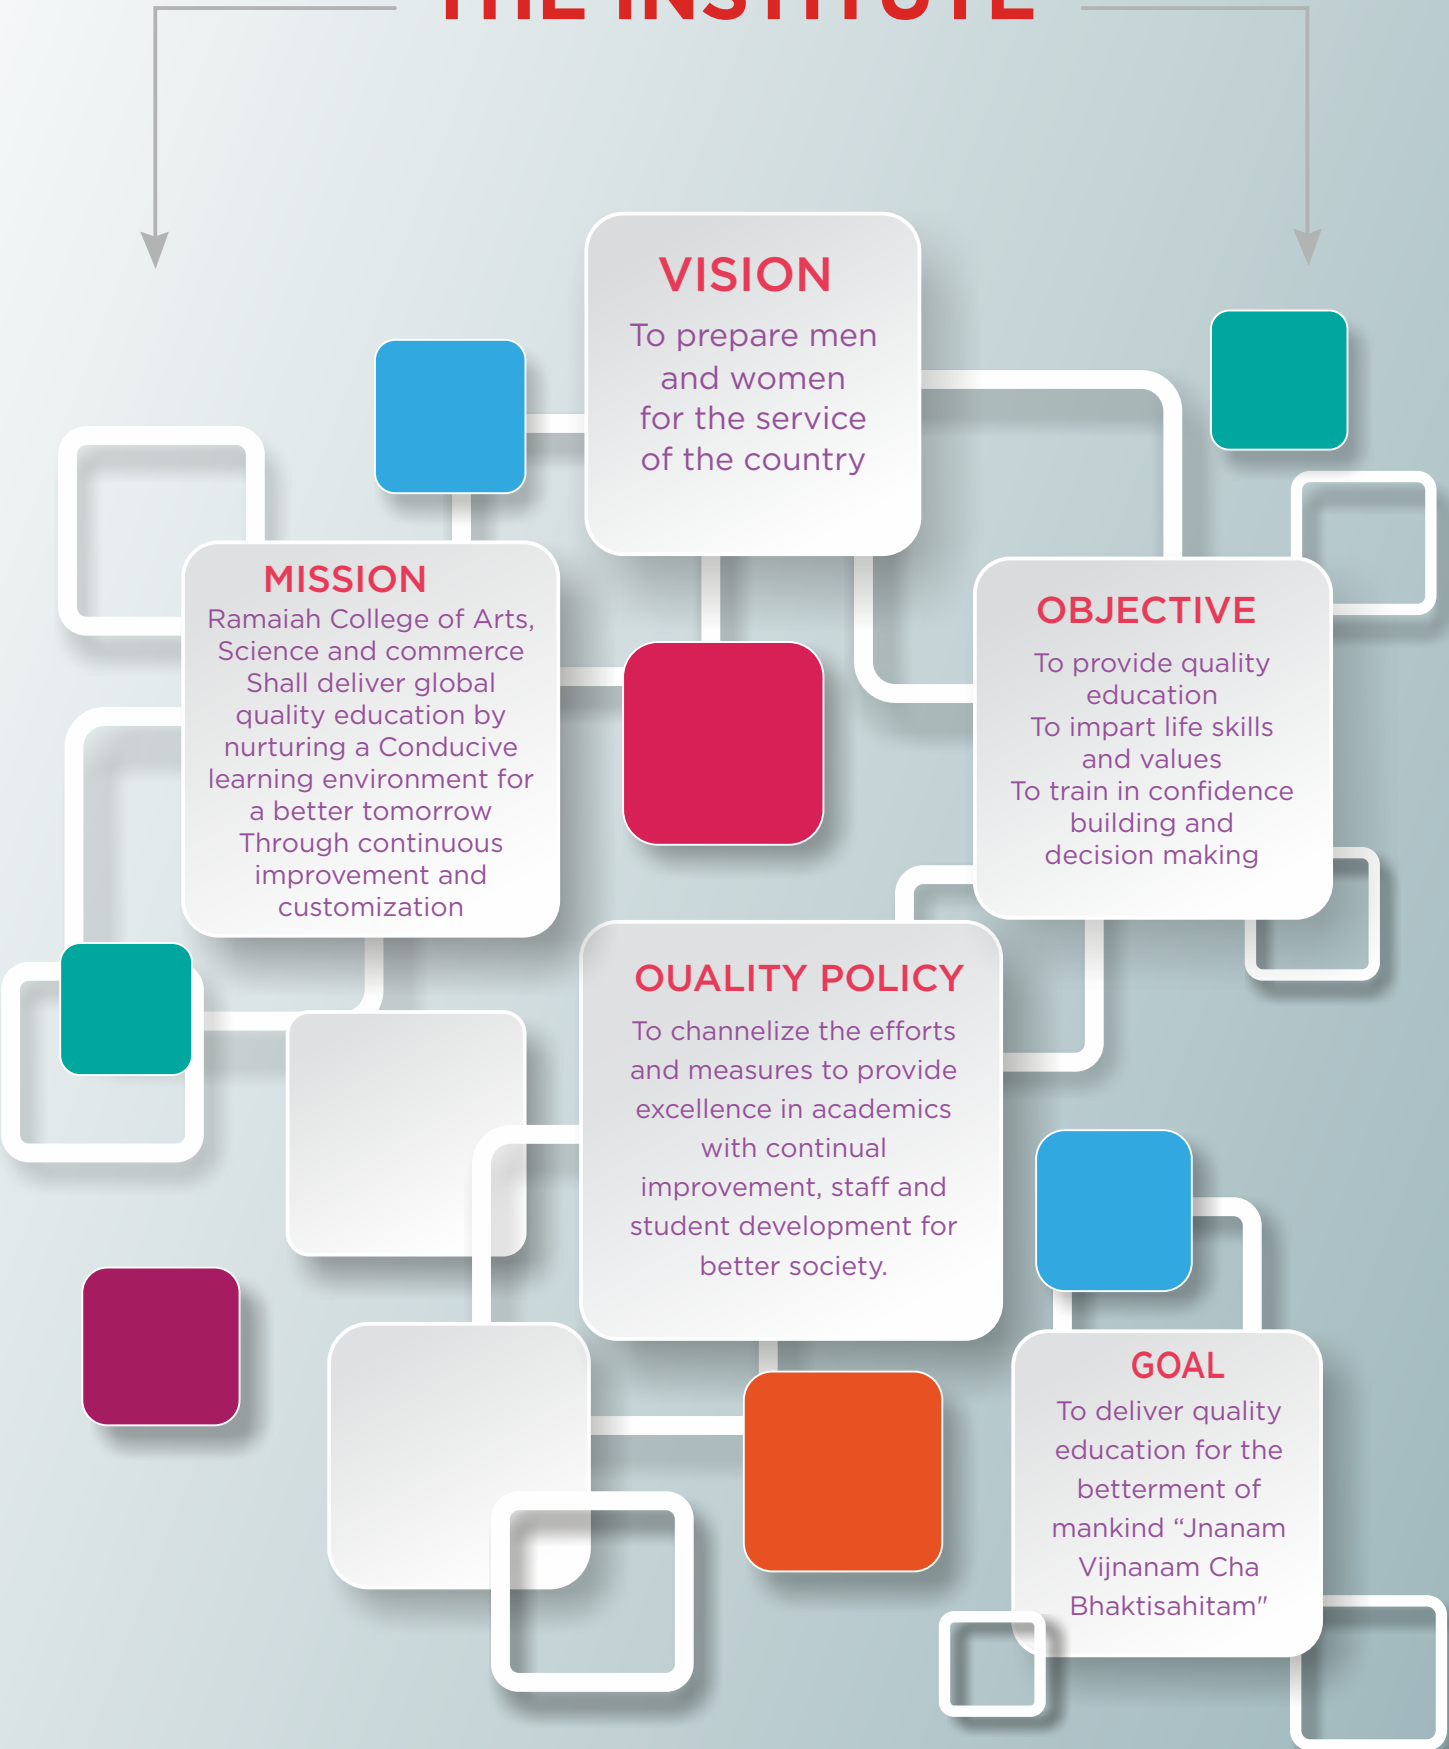 THE INSTITUTE
VISION
To prepare men
and women
for the service
of the country
MISSION
Ramaiah College of Arts,
Science and commerce
Shall deliver global
quality education by
nurturing a Conducive
learning environment for
a better tomorrow
Through continuous
improvement and
customization
OBJECTIVE
To provide quality
education
To impart life skills
and values
To train in confidence
building and
decision making
OUALITY POLICY
To channelize the efforts
and measures to provide
excellence in academics
with continual
improvement, staff and
student development for
better society.
GOAL
To deliver quality
education for the
betterment of
mankind “Jnanam
Vijnanam Cha
Bhaktisahitam"